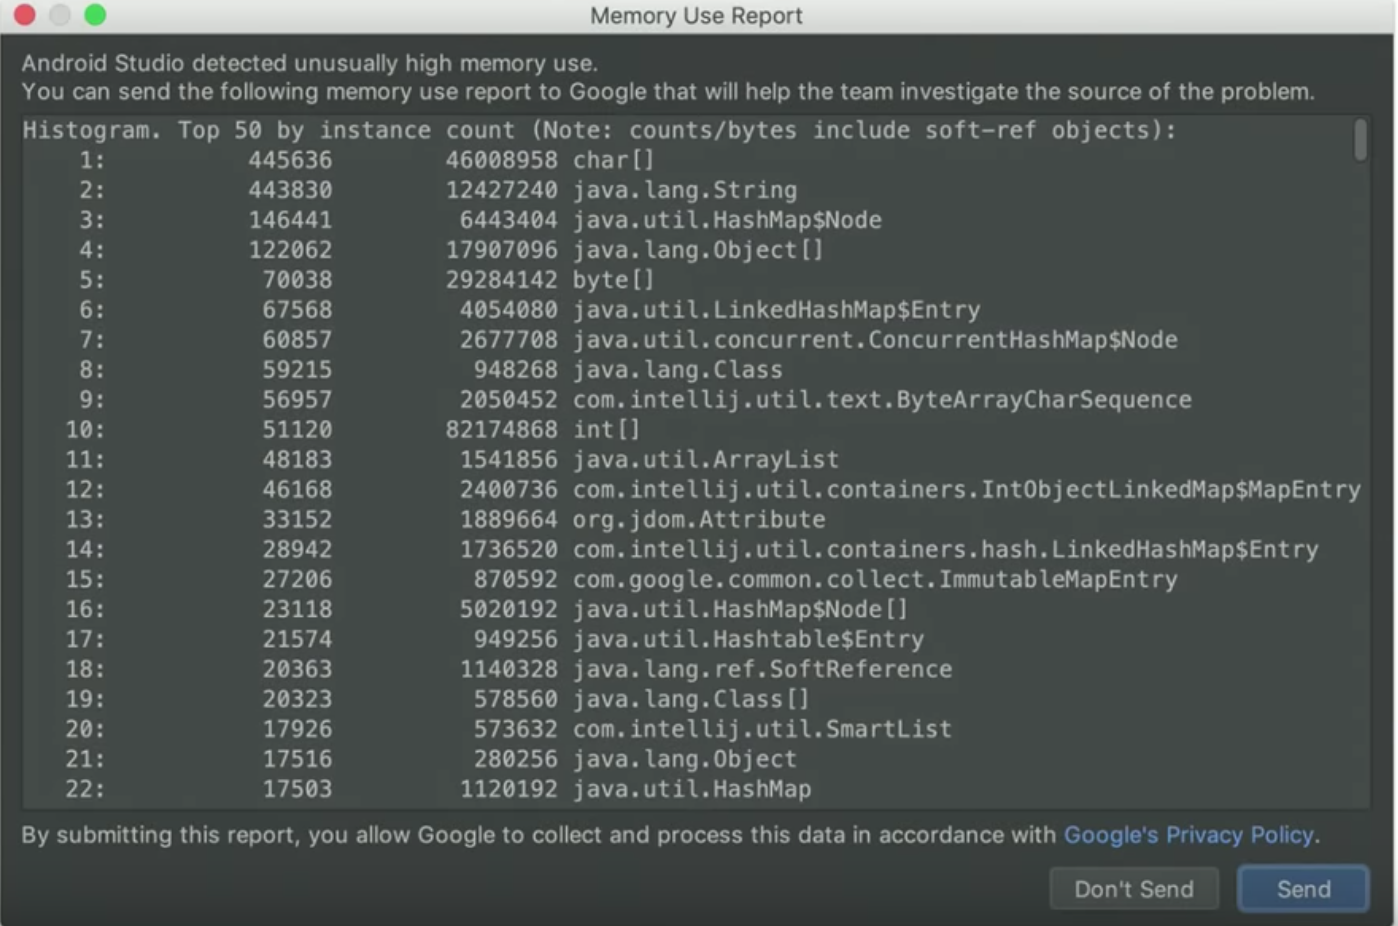 Memory Use Report
Android Studio detected unusually high memory use.
You can send the following memory use report to Google that will help the team investigate the source of the problem.
Histogram. Top 50 by instance count (Note: counts/bytes include soft-ref objects):
1: 445636 46008958 char[]
2: 443830 12427240 java.lang.String
3: 146441 6443404 java.util.HashMap$Node
4: 122062 17907096 java.lang.Object[]
5: 70038 29284142 byte[]
6: 67568 4054080 java.util.LinkedHashMap$Entry
7: 60857 2677708 java.util.concurrent.ConcurrentHashMap$Node
8: 59215 948268 java.lang.Class
9: 56957 2050452 com.intellij.util.text.ByteArrayCharSequence
10: 51120 82174868 int[]
11: 48183 1541856 java.util.ArrayList
12: 46168 2400736 com.intellij.util.containers.IntObjectLinkedMap$MapEntry
13: 33152 1889664 org.jdom.Attribute
14: 28942 1736520 com.intellij.util.containers.hash.LinkedHashMap$Entry
15: 27206 870592 com.google.common.collect.ImmutableMapEntry
16: 23118 5020192 java.util.HashMap$Node[]
17: 21574 949256 java.util.Hashtable$Entry
18: 20363 1140328 java.lang.ref.SoftReference
19: 20323 578560 java.lang.Class[]
20: 17926 573632 com.intellij.util.SmartList
21: 17516 280256 java.lang.Object
22: 17503 1120192 java.util.HashMap
By submitting this report, you allow Google to collect and process this data in accordance with Google's Privacy Policy.
Don't Send
Send